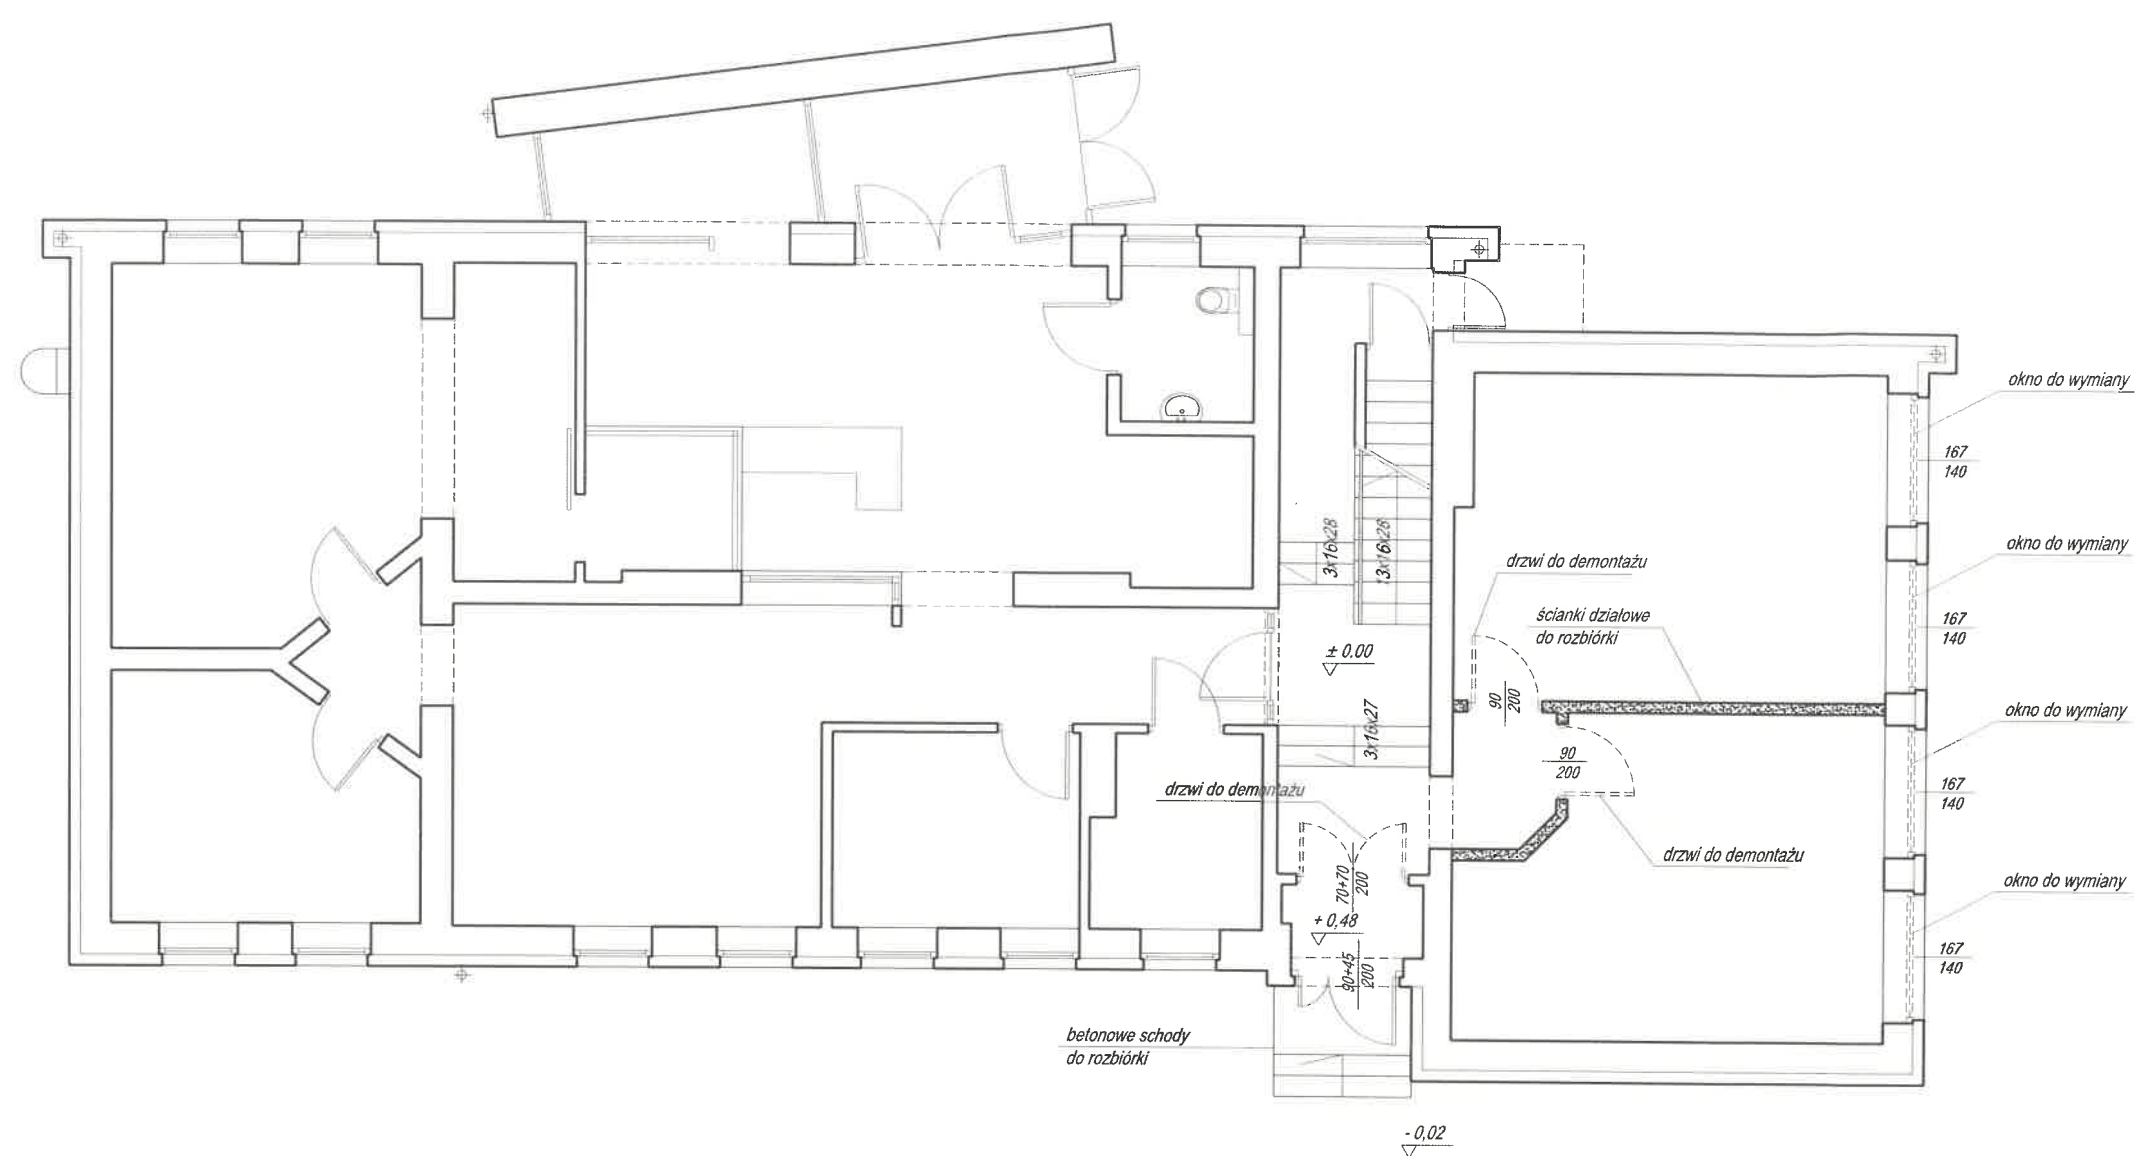 okno do wymiany
167
140
3x16x28
13x16x28
okno do wymiany
drzwi do demontażu
ścianki działowe
do rozbiórki
167
140
± 0.00
90
200
3x16x27
okno do wymiany
90
200
drzwi do demontażu
167
140
drzwi do demontażu
70+70
200
okno do wymiany
+ 0,48
90+45
200
167
140
betonowe schody
do rozbiórki
- 0,02